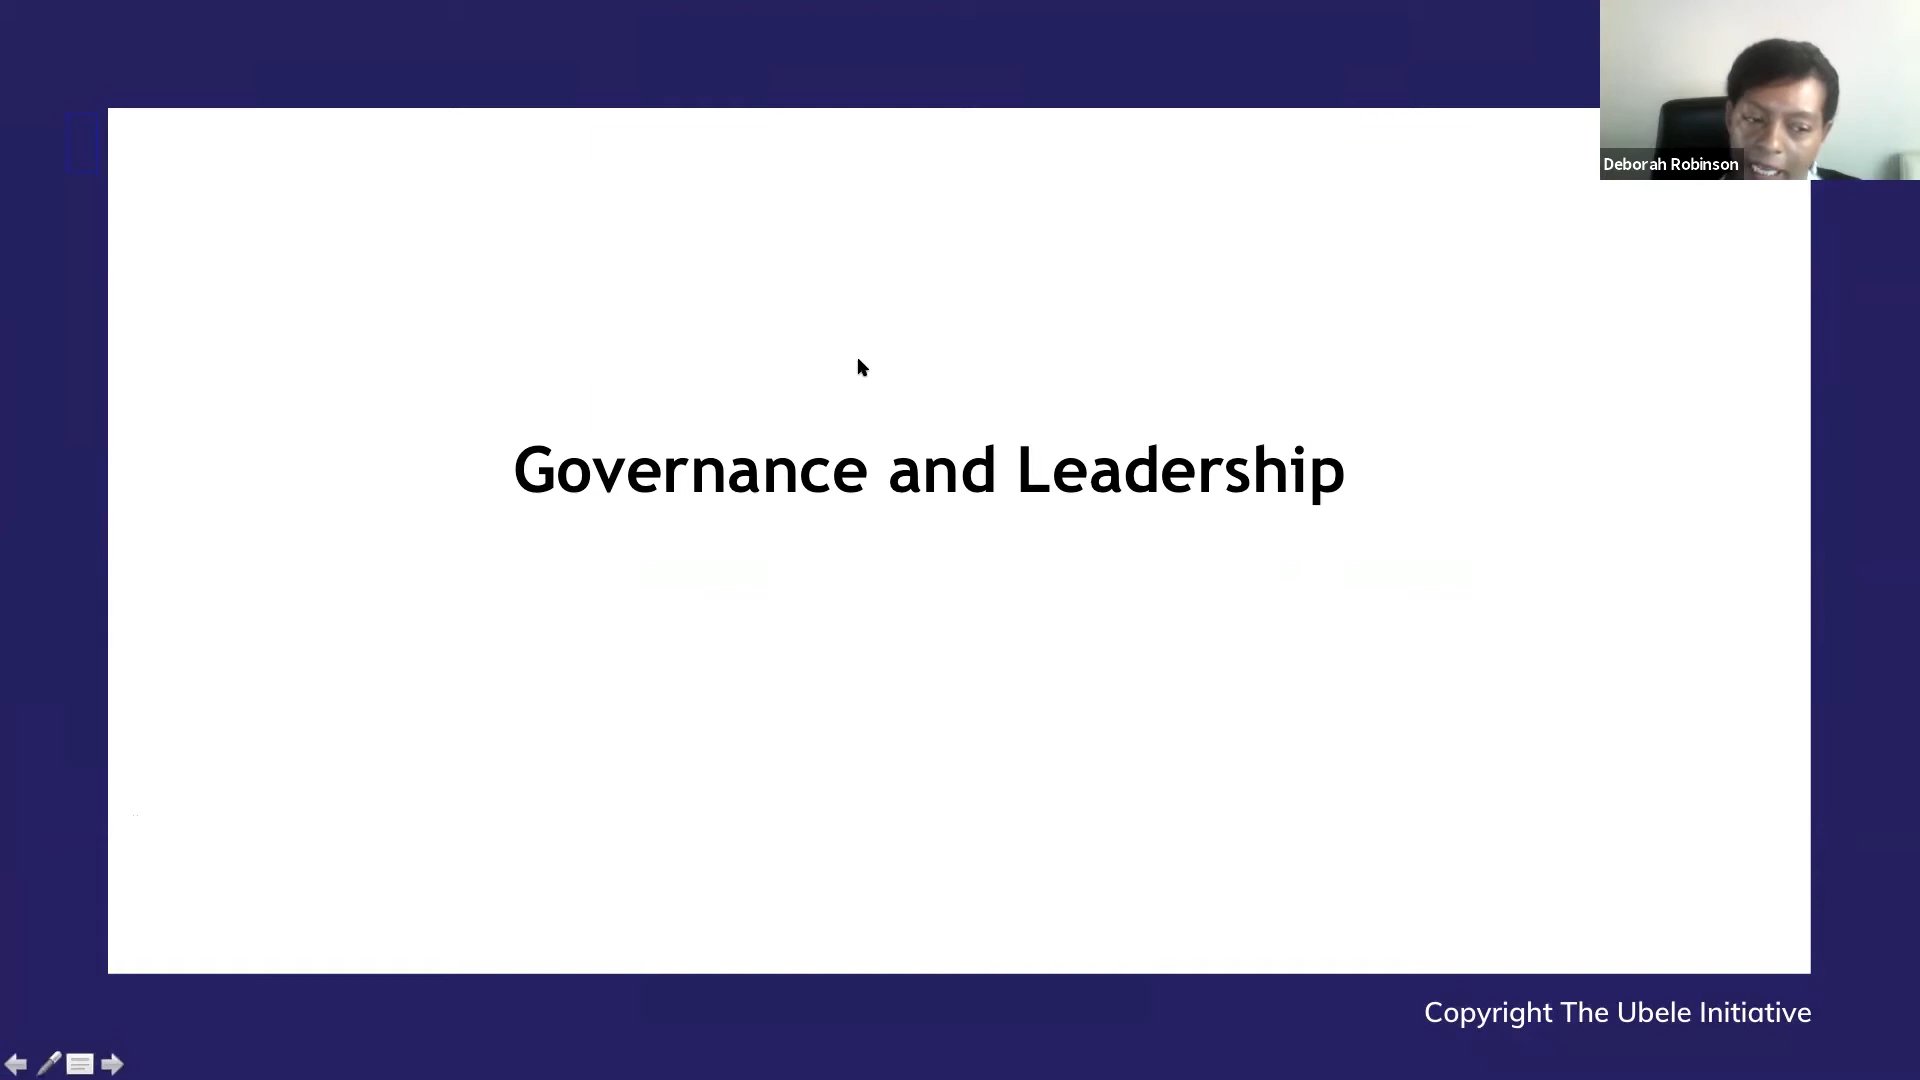 Deborah Robinson
Governance and Leadership
Copyright The Ubele Initiative